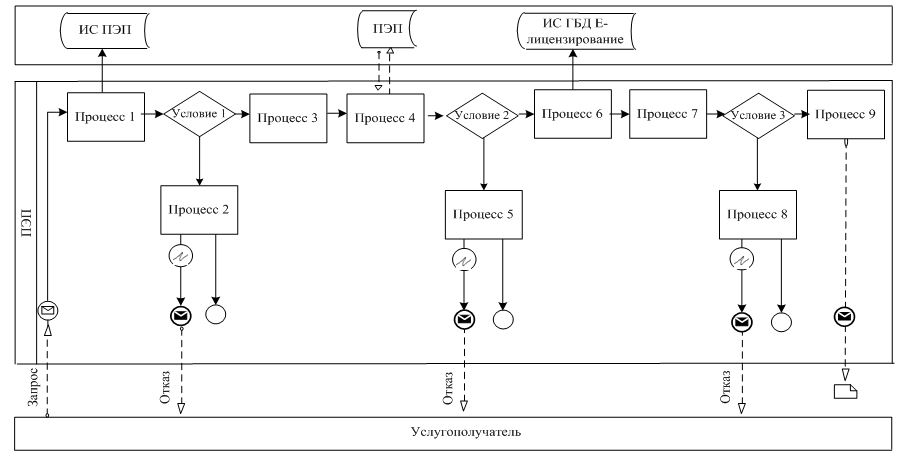 ИС ПЭП
ПЭП
ИС ГБД Е-
лицензирование
Процесс 1
Условие 1
Процесс 3
Процесс 4
Условие 2
Процесс 6
Процесс 7
Условие 3
Процесс 9
Процесс 2
Процесс 5
Процесс 8
ПЭП
Запрос
Отказ
Отказ
Отказ
Услугополучатель